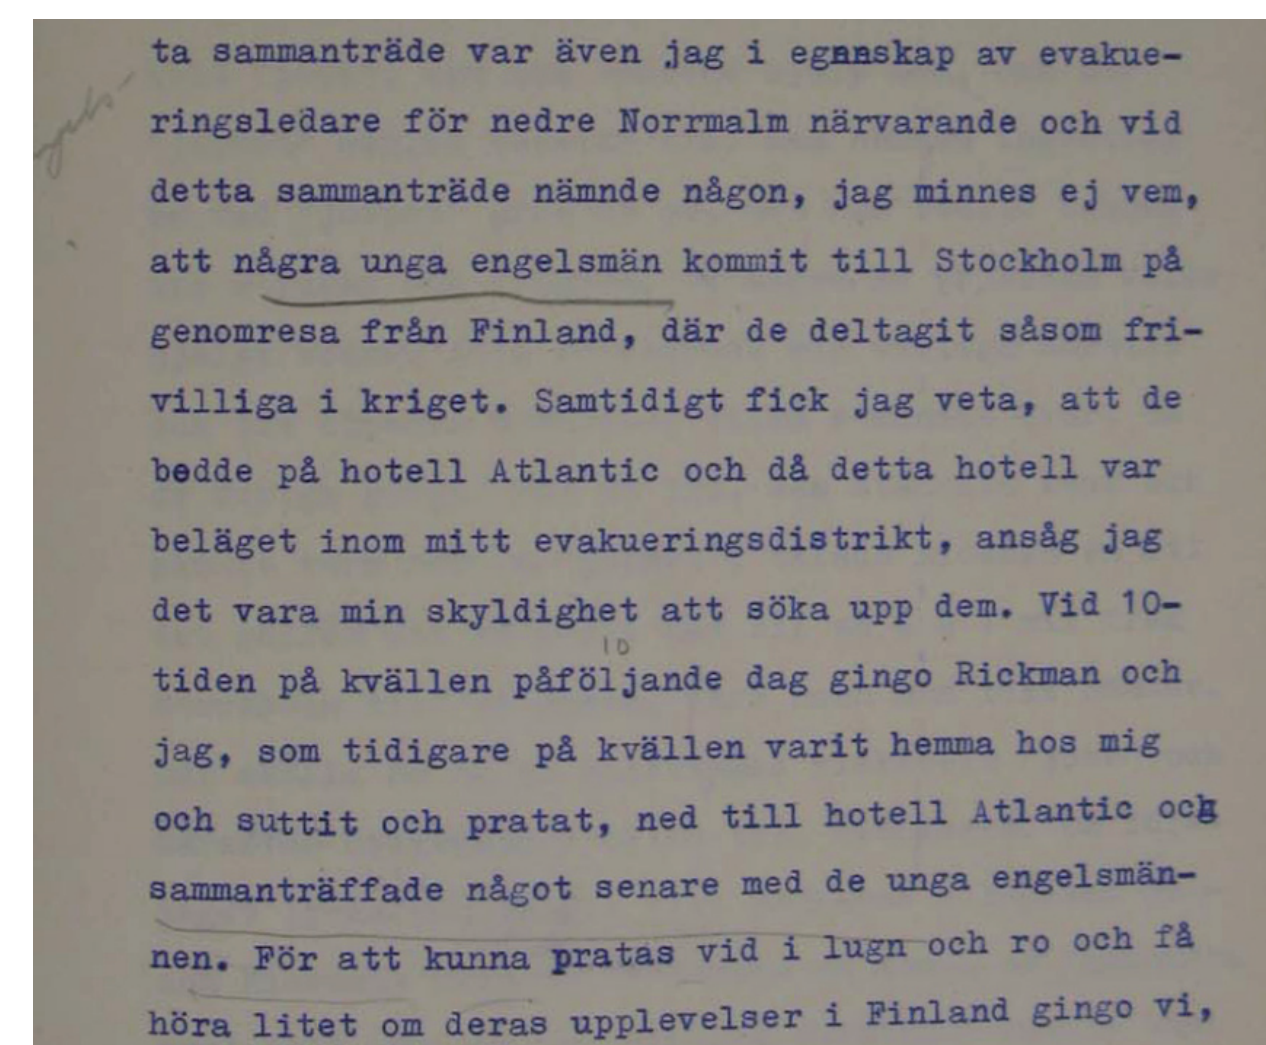 ta sammanträde var även jag i egnnskap av evakue-
ringsledare för nedre Norrmalm närvarande och vid
detta sammanträde nämnde någon, jag minnes ej vem,
att några unga engelsmän kommit till Stockholm på
genomresa från Finland, där de deltagit såsom fri-
villiga i kriget. Samtidigt fick jag veta, att de
bodde på hotell Atlantic och då detta hotell var
beläget inom mitt evakueringsdistrikt, ansåg jag
det vara min skyldighet att söka upp dem. Vid 10-
10
tiden på kvällen påföljande dag gingo Rickman och
jag, som tidigare på kvällen varit hemma hos mig
och suttit och pratat, ned till hotell Atlantic och
sammanträffade något senare med de unga engelsmän-
nen. För att kunna pratas vid i lugn och ro och få
höra litet om deras upplevelser i Finland gingo vi,